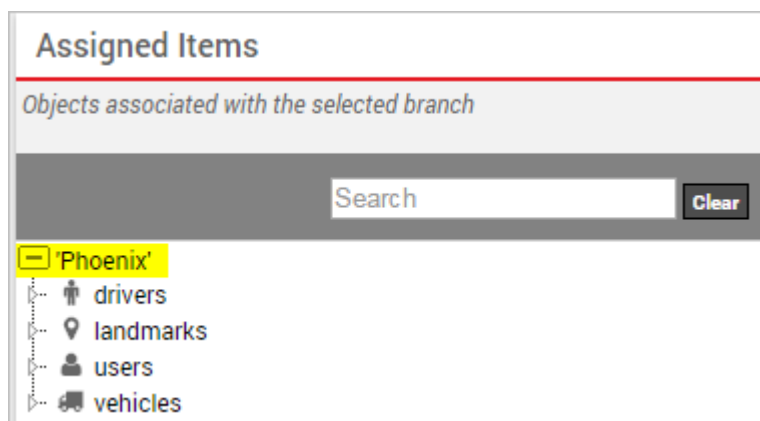 Assigned Items
Objects associated with the selected branch
Search Clear
'Phoenix'
drivers
landmarks
users
vehicles